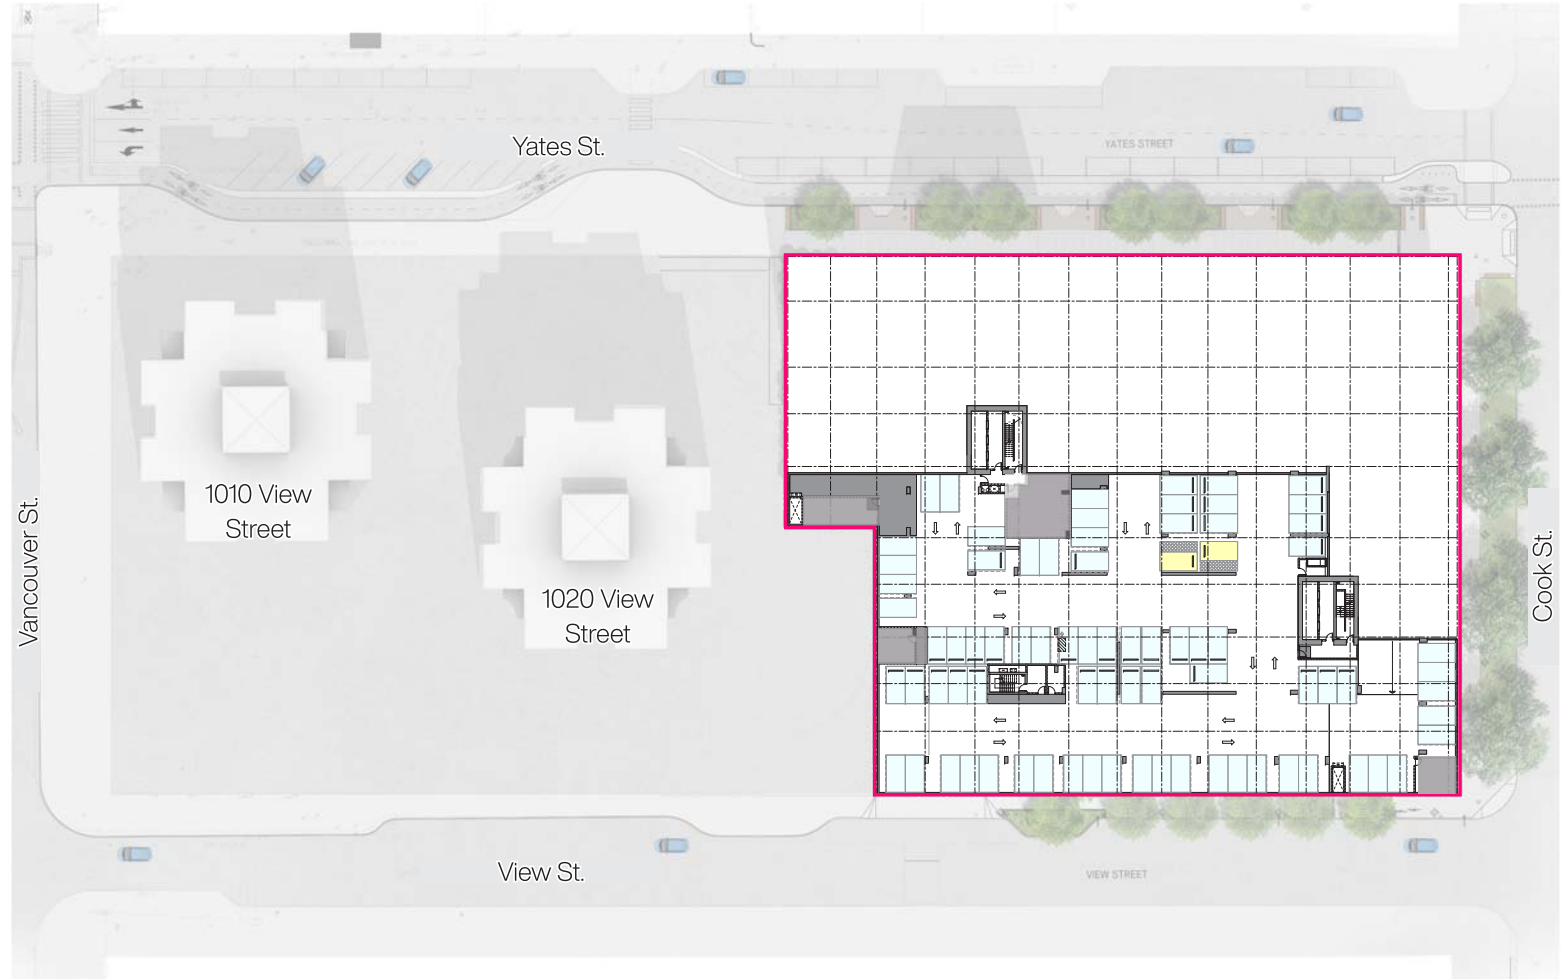 Yates St.
YATES STREET
1010 View
Street
1020 View
Street
Vancouver St.
Cook St.
View St.
VIEW STREET